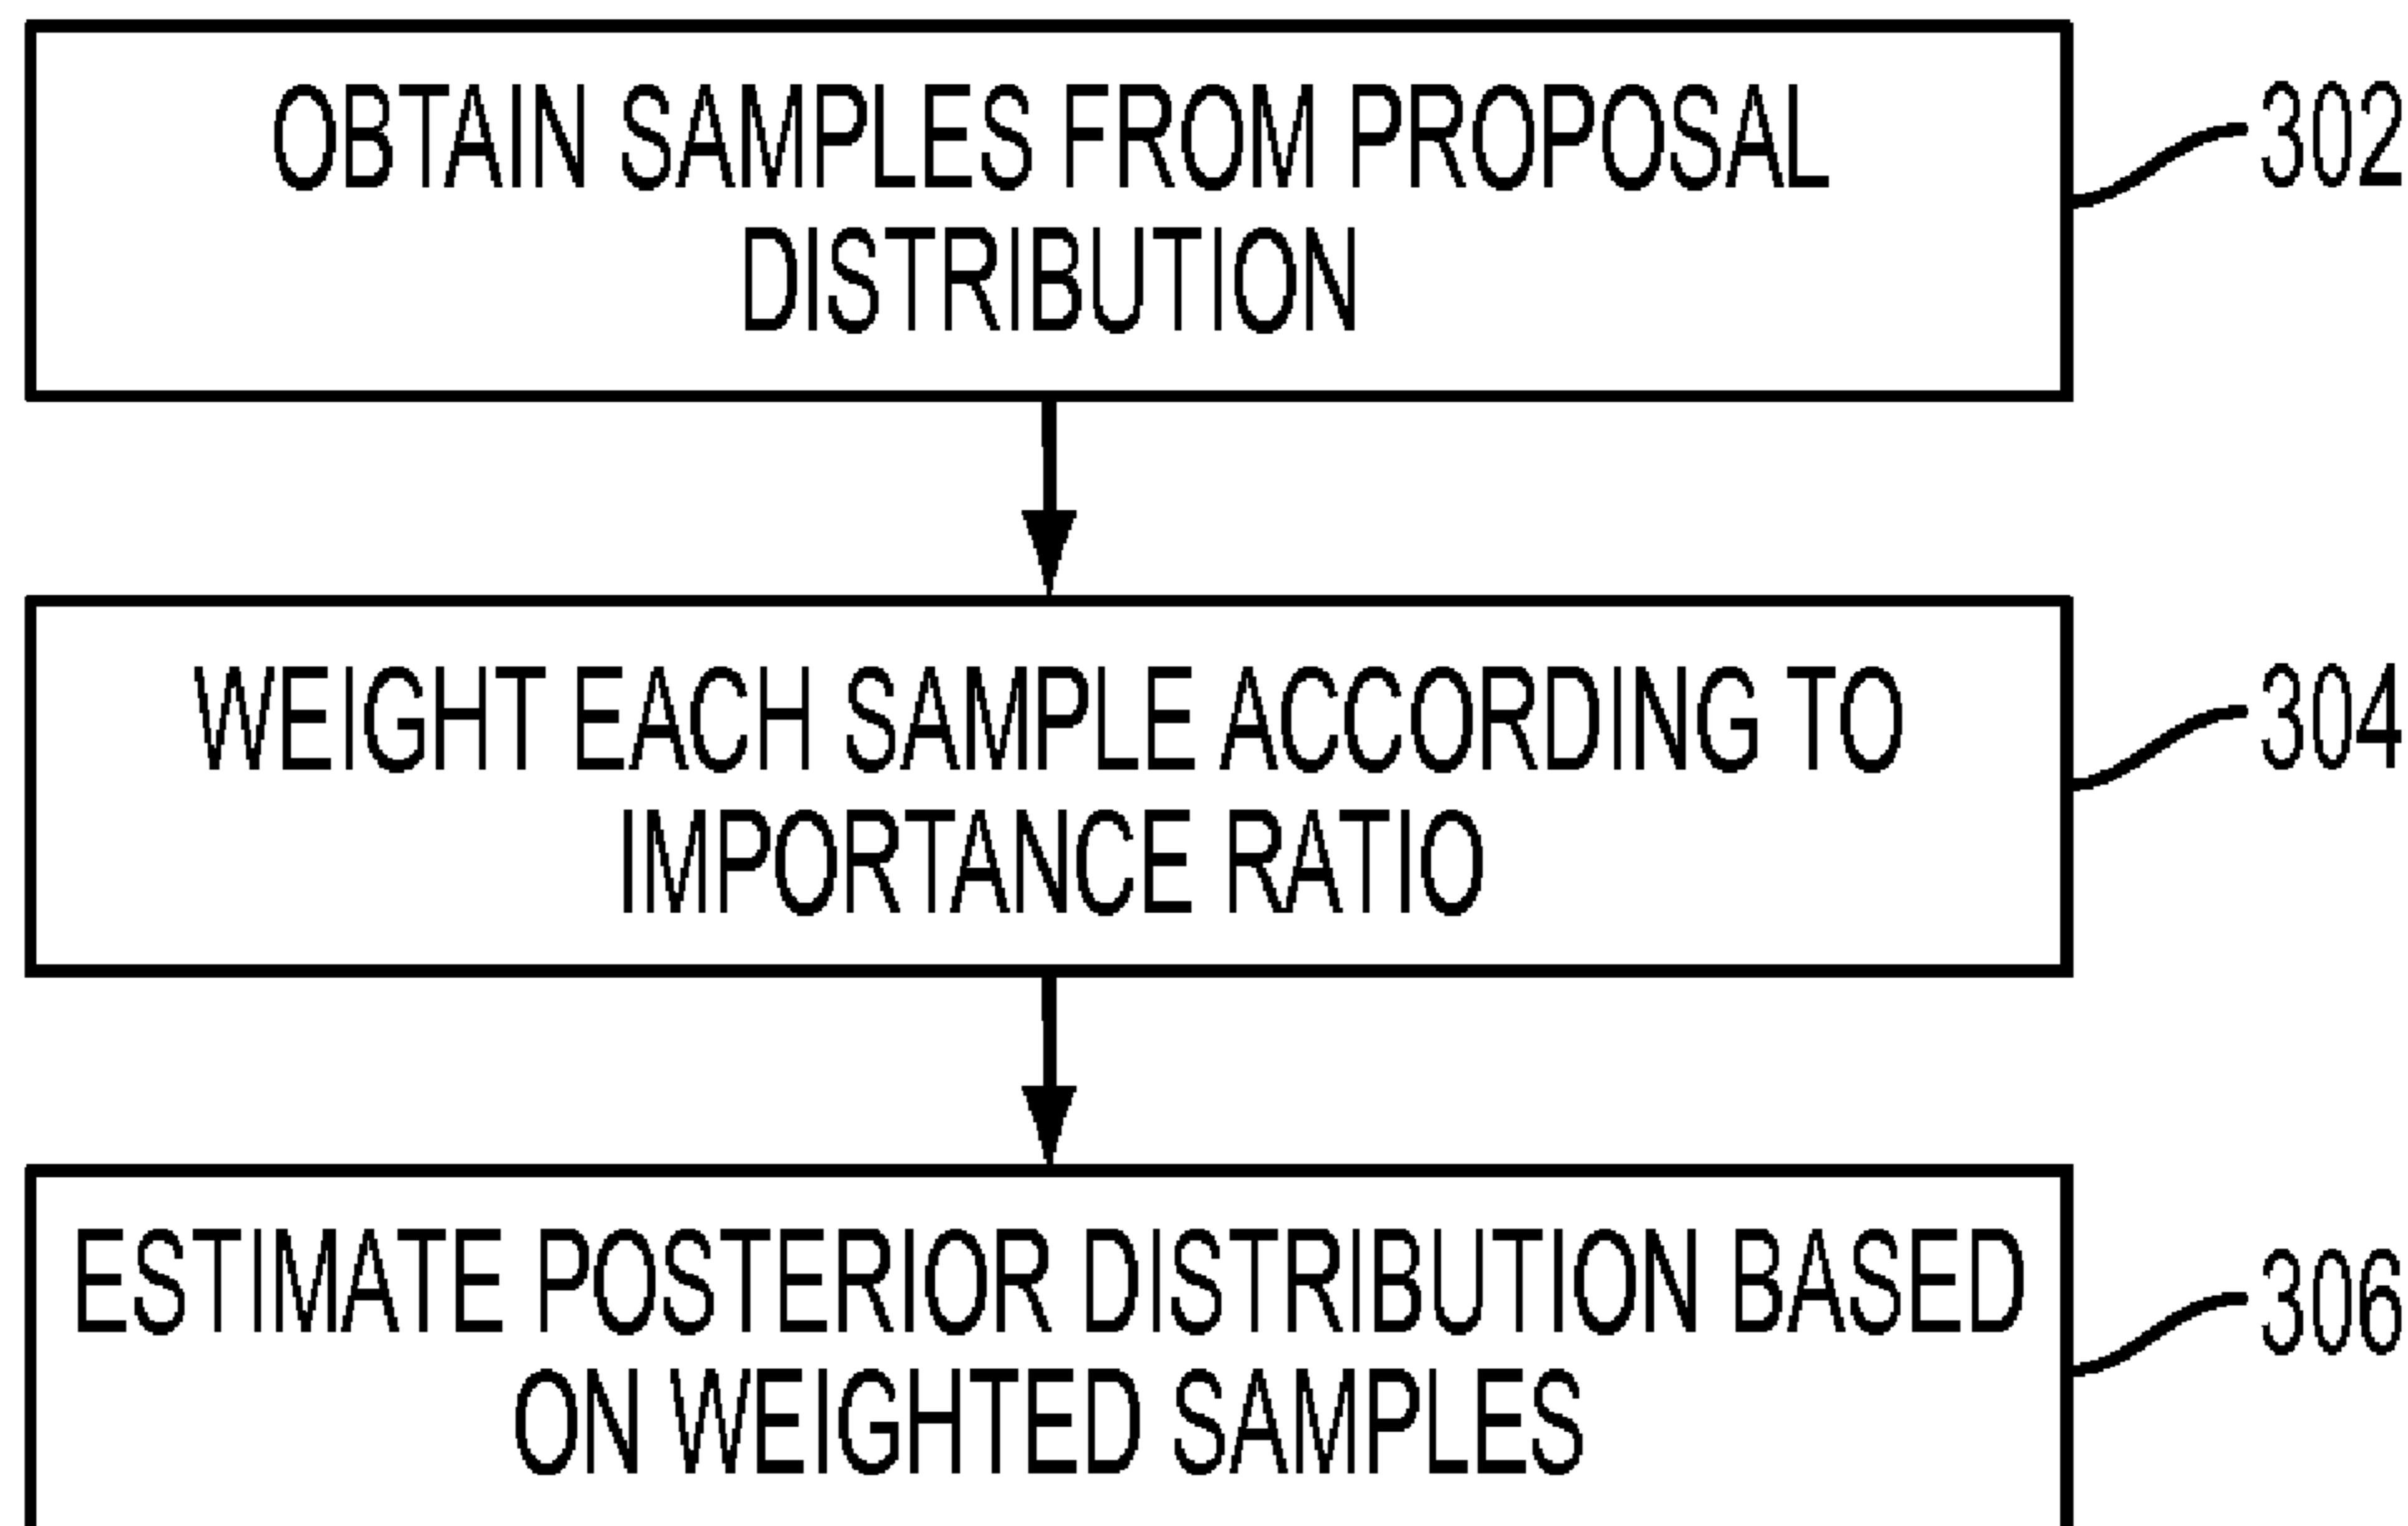 OBTAIN SAMPLES FROM PROPOSAL
DISTRIBUTION
302
WEIGHT EACH SAMPLE ACCORDING TO
IMPORTANCE RATIO
304
ESTIMATE POSTERIOR DISTRIBUTION BASED
ON WEIGHTED SAMPLES
306